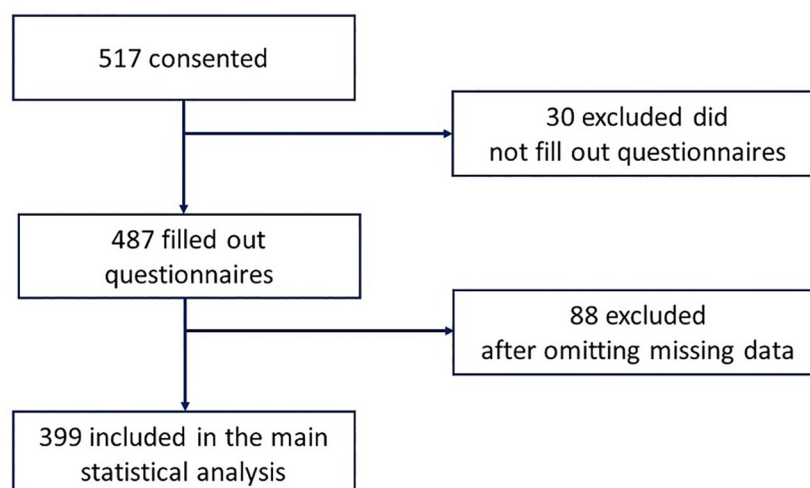 517 consented
30 excluded did
not fill out questionnaires
487 filled out
questionnaires
88 excluded
after omitting missing data
399 included in the main
statistical analysis